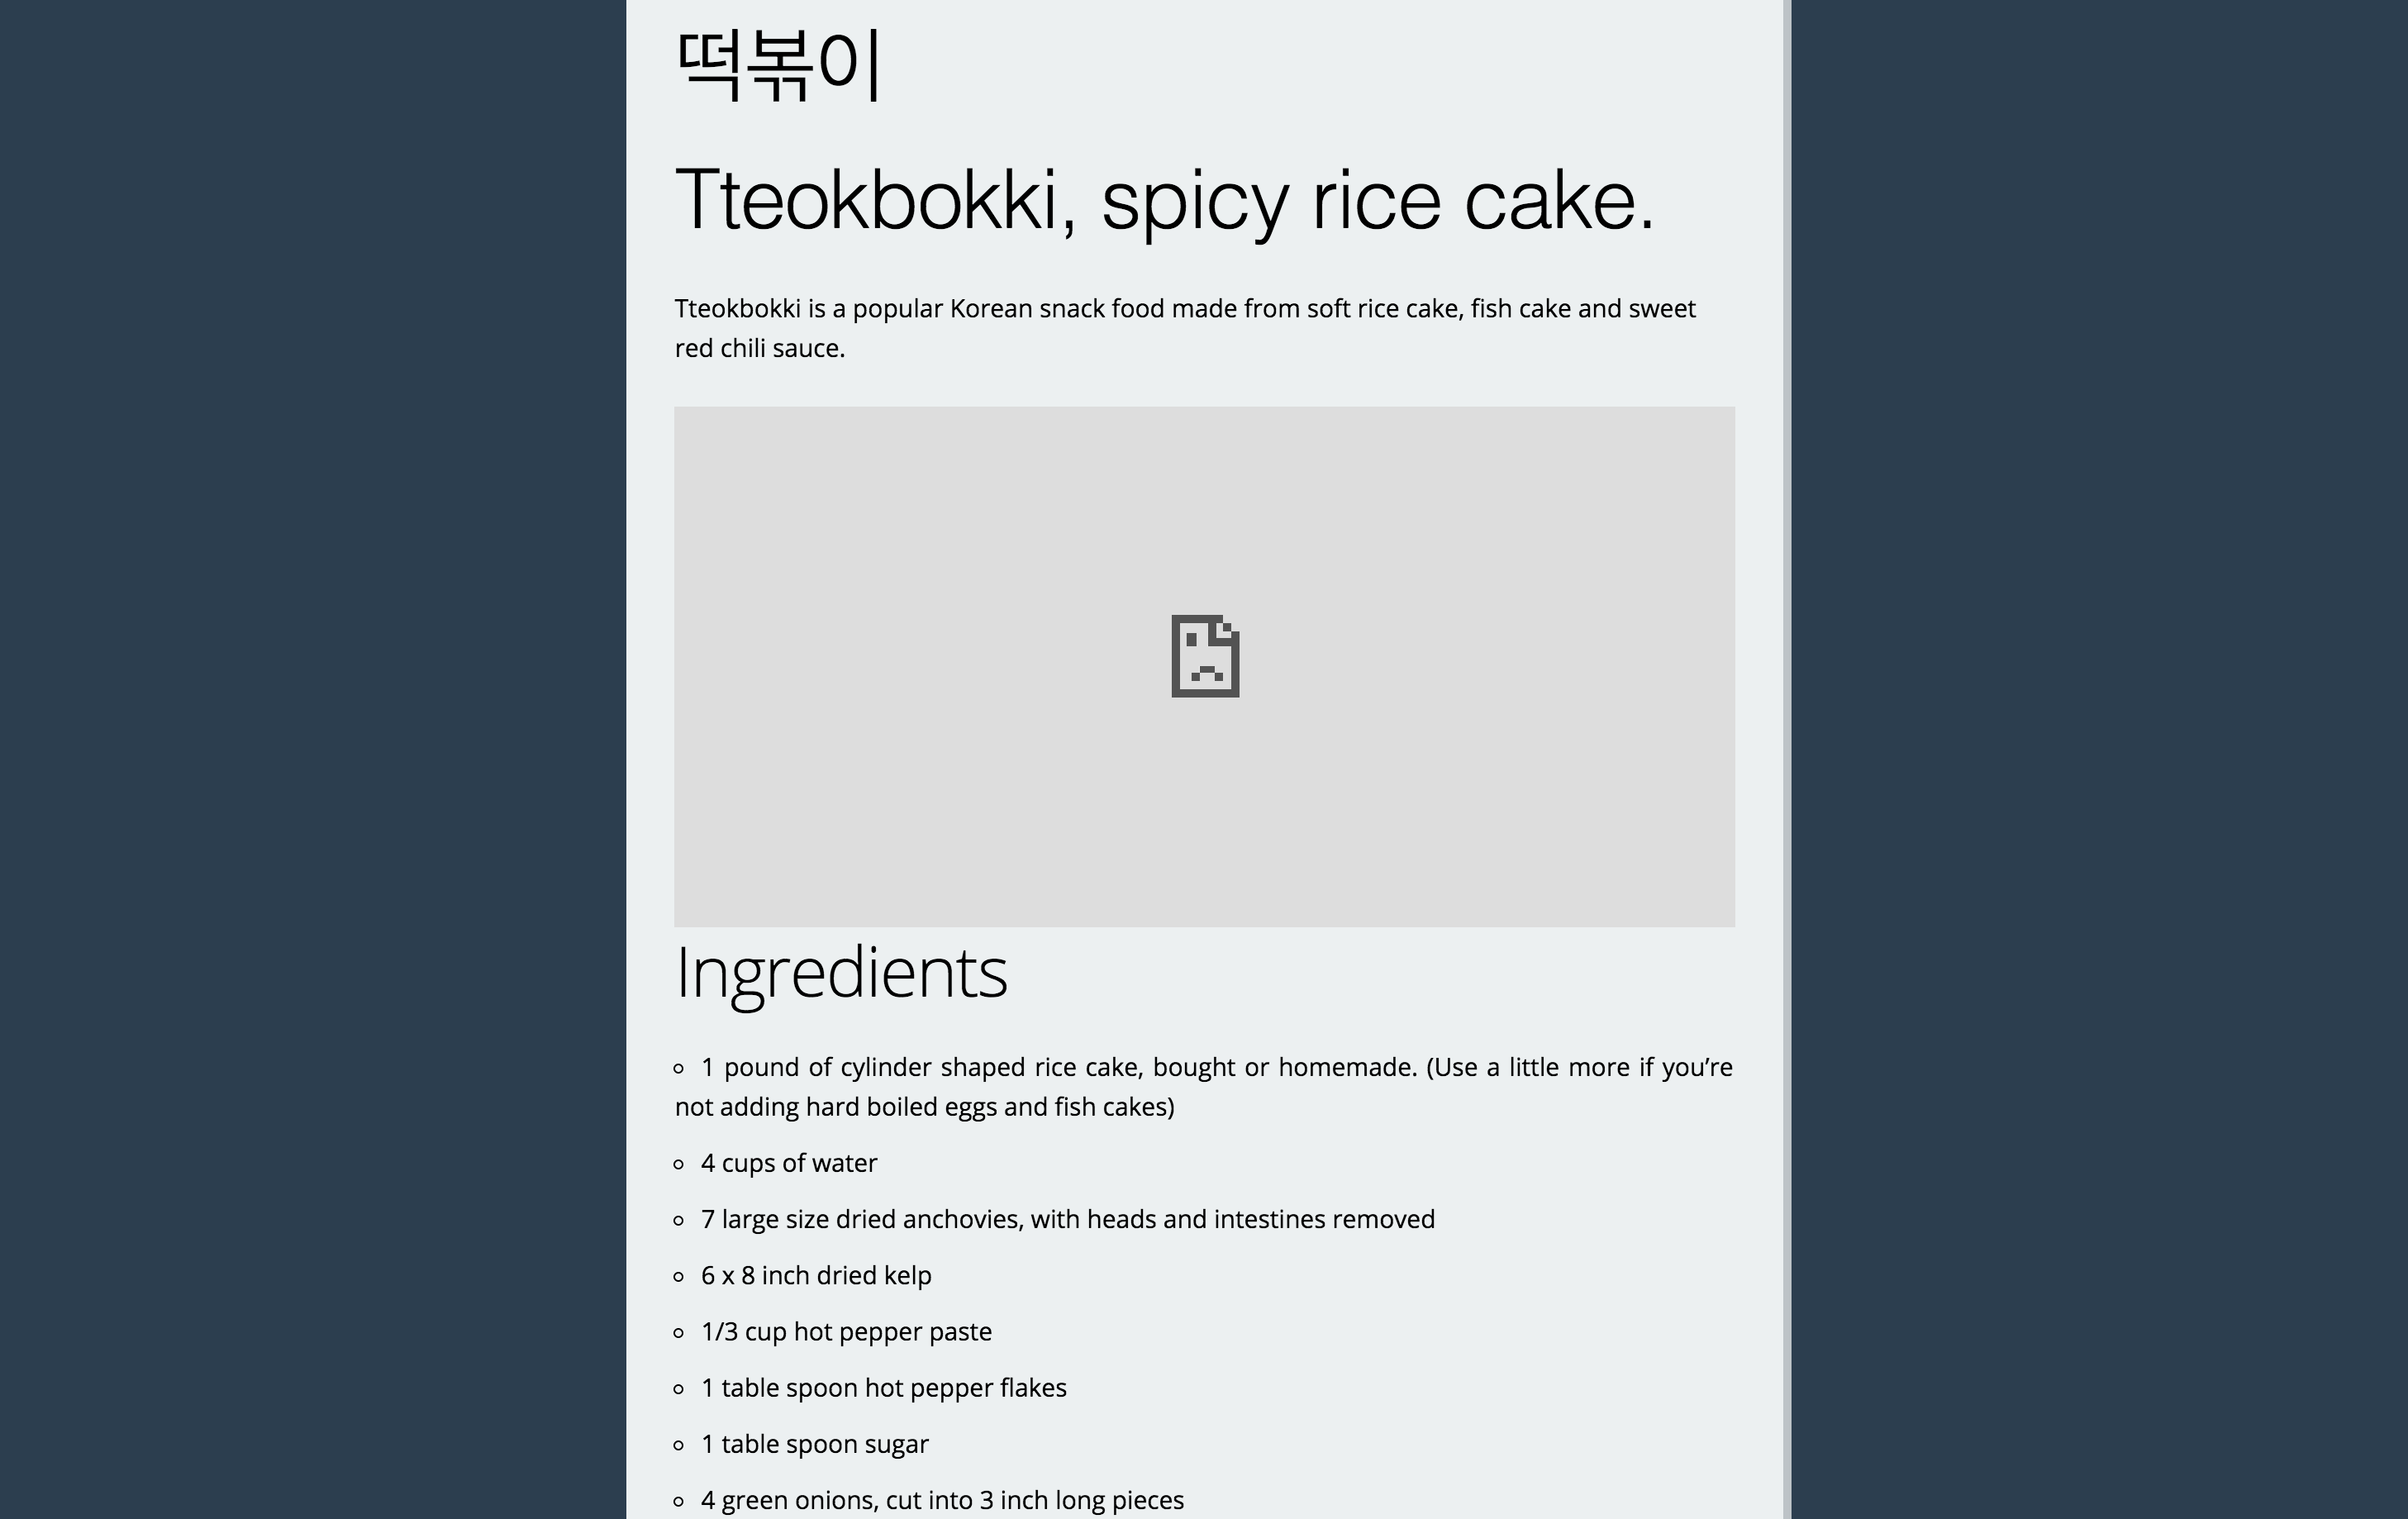 떡볶이
Tteokbokki, spicy rice cake.
Tteokbokki is a popular Korean snack food made from soft rice cake, fish cake and sweet
red chili sauce.
Ingredients
1 pound of cylinder shaped rice cake, bought or homemade. (Use a little more if you’re
not adding hard boiled eggs and fish cakes)
4 cups of water
7 large size dried anchovies, with heads and intestines removed
6 x 8 inch dried kelp
1/3 cup hot pepper paste
1 table spoon hot pepper flakes
1 table spoon sugar
4 green onions, cut into 3 inch long pieces